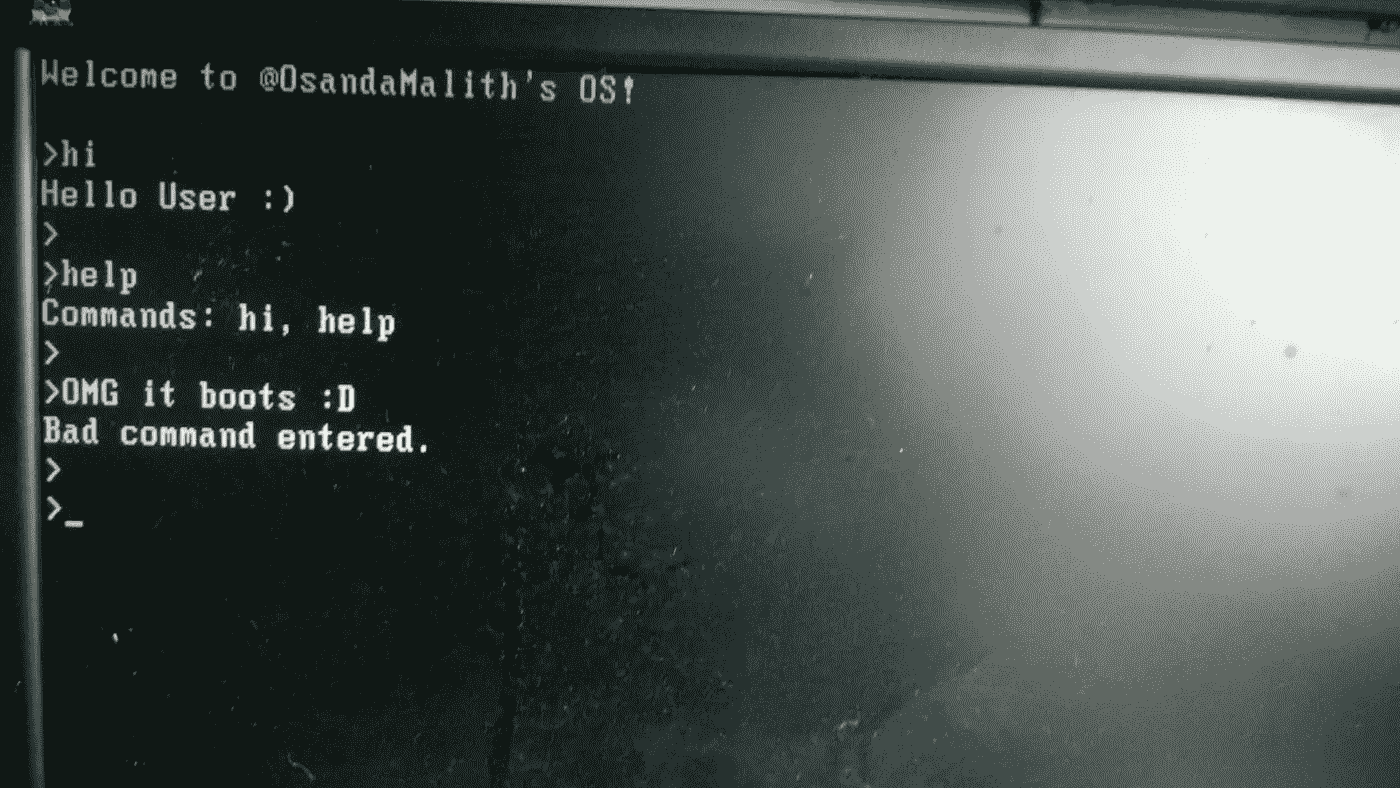 Welcome to @OsandaMalith's OS!
>hi
Hello User :)
>
>help
Commands: hi, help
>
>OMG it boots :D
Bad command entered.
>
>_